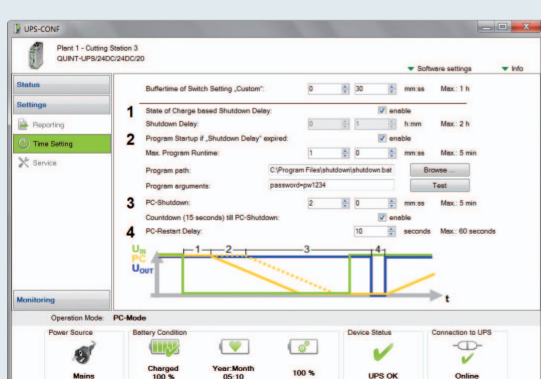 UPS-CONF
Plant 1 - Cutting Station 3
QUINT-UPS/24DC/24DC/20
Software settings Info
Status
Settings
Reporting
Time Setting
Service
Monitoring
Buffertime of Switch Setting „Custom": 0 30 mm:ss Max.: 1 h
1 State of Charge based Shutdown Delay: enable
Shutdown Delay: 0 1 h:mm Max.: 2 h
2 Program Startup if „Shutdown Delay" expired: enable
Max. Program Runtime: 1 0 mm:ss Max.: 5 min
Program path: C:\Program Files\shutdown\shutdown.bat Browse ...
Program arguments: password=pw1234 Test
3 PC-Shutdown: 2 0 mm:ss Max.: 5 min
Countdown (15 seconds) till PC-Shutdown: enable
4 PC-Restart Delay: 10 seconds Max.: 60 seconds
UIN
PC
UOUT
1 2 3 4
t
Operation Mode: PC-Mode
Power Source Battery Condition Device Status Connection to UPS
Mains Charged 100 % Year:Month 05:10 100 % UPS OK Online